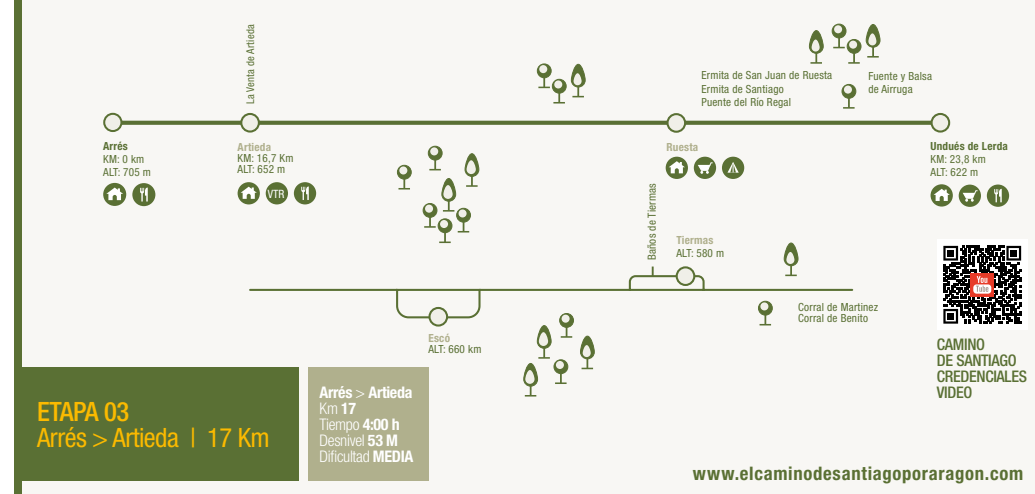 La Venta de Artieda
Ermita de San Juan de Ruesta
Ermita de Santiago
Puente del Río Regal
Fuente y Balsa
de Airruga
Arrés
KM: 0 km
ALT: 705 m
Artieda
KM: 16,7 Km
ALT: 652 m
VTR
Ruesta
Undués de Lerda
KM: 23,8 km
ALT: 622 m
Baños de Tiermas
Tiermas
ALT: 580 m
Escó
ALT: 660 km
Corral de Martinez
Corral de Benito
You
Tube
CAMINO
DE SANTIAGO
CREDENCIALES
VIDEO
ETAPA 03
Arrés > Artieda | 17 Km
Arrés > Artieda
Km 17
Tiempo 4:00 h
Desnivel 53 M
Dificultad MEDIA
www.elcaminodesantiagoporaragon.com